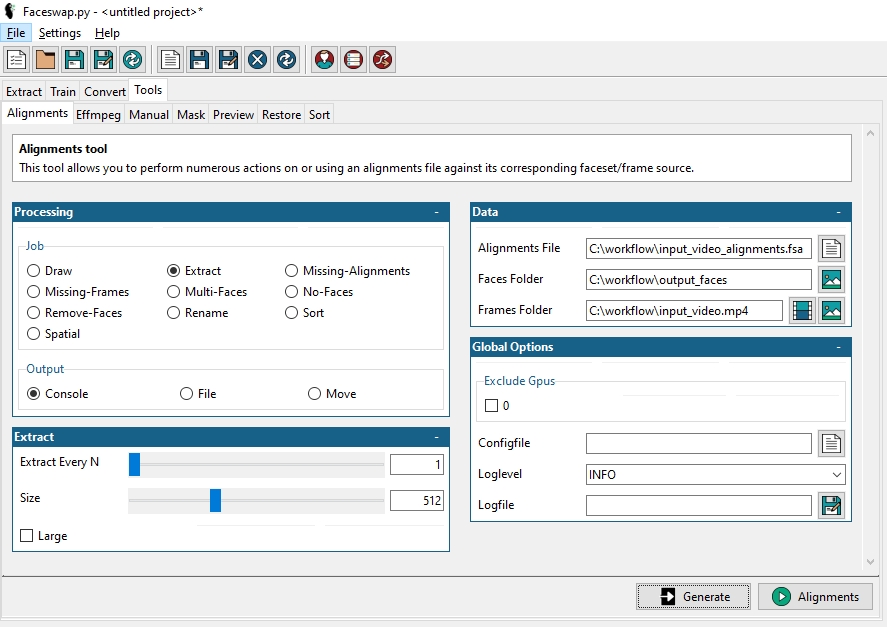 Faceswap.py - <untitled project>*
File Settings Help
Extract Train Convert Tools
Alignments Effmpeg Manual Mask Preview Restore Sort
Alignments tool
This tool allows you to perform numerous actions on or using an alignments file against its corresponding faceset/frame source.
Processing -
Job
Draw Extract Missing-Alignments
Missing-Frames Multi-Faces No-Faces
Remove-Faces Rename Sort
Spatial
Output
Console File Move
Extract -
Extract Every N 1
Size 512
Large
Data -
Alignments File C:\workflow\input_video_alignments.fsa
Faces Folder C:\workflow\output_faces
Frames Folder C:\workflow\input_video.mp4
Global Options -
Exclude Gpus
0
Configfile
Loglevel INFO
Logfile
Generate Alignments